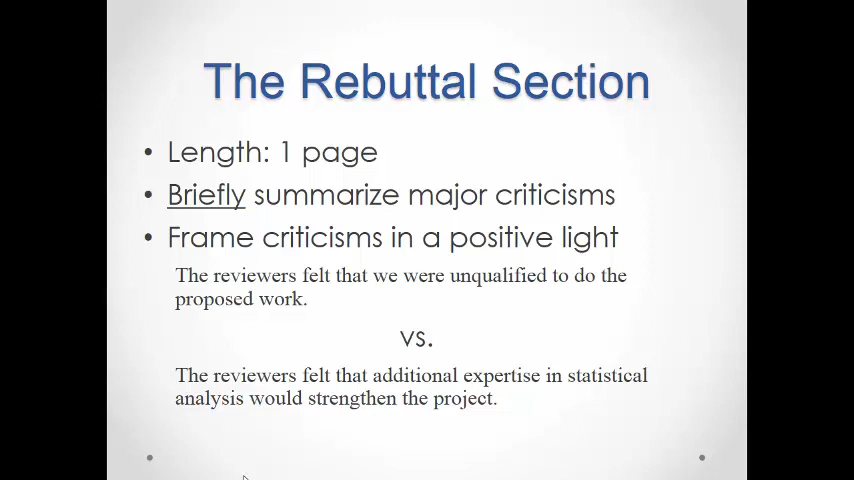 The Rebuttal Section
• Length: 1 page
• Briefly summarize major criticisms
• Frame criticisms in a positive light
The reviewers felt that we were unqualified to do the
proposed work.
vs.
The reviewers felt that additional expertise in statistical
analysis would strengthen the project.